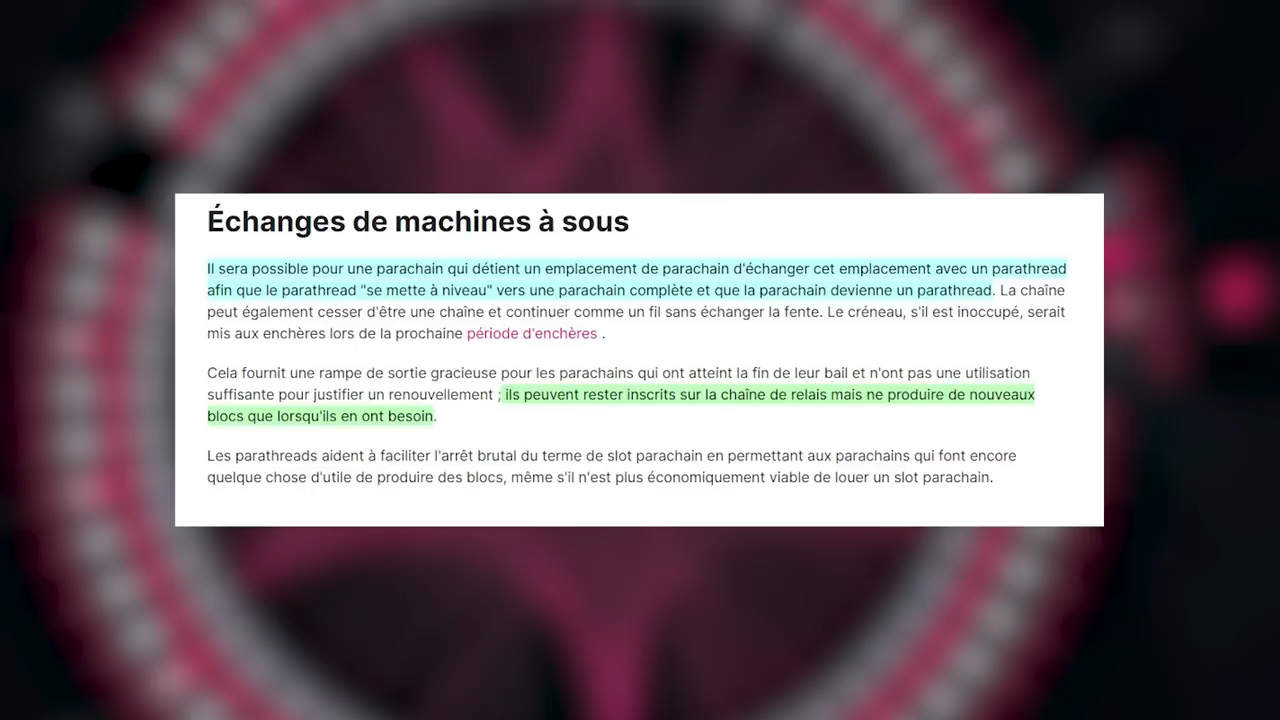 Échanges de machines à sous
Il sera possible pour une parachain qui détient un emplacement de parachain d'échanger cet emplacement avec un parathread
afin que le parathread "se mette à niveau" vers une parachain complète et que la parachain devienne un parathread. La chaîne
peut également cesser d'être une chaîne et continuer comme un fil sans échanger la fente. Le créneau, s'il est inoccupé, serait
mis aux enchères lors de la prochaine période d'enchères .
Cela fournit une rampe de sortie gracieuse pour les parachains qui ont atteint la fin de leur bail et n'ont pas une utilisation
suffisante pour justifier un renouvellement ; ils peuvent rester inscrits sur la chaîne de relais mais ne produire de nouveaux
blocs que lorsqu'ils en ont besoin.
Les parathreads aident à faciliter l'arrêt brutal du terme de slot parachain en permettant aux parachains qui font encore
quelque chose d'utile de produire des blocs, même s'il n'est plus économiquement viable de louer un slot parachain.